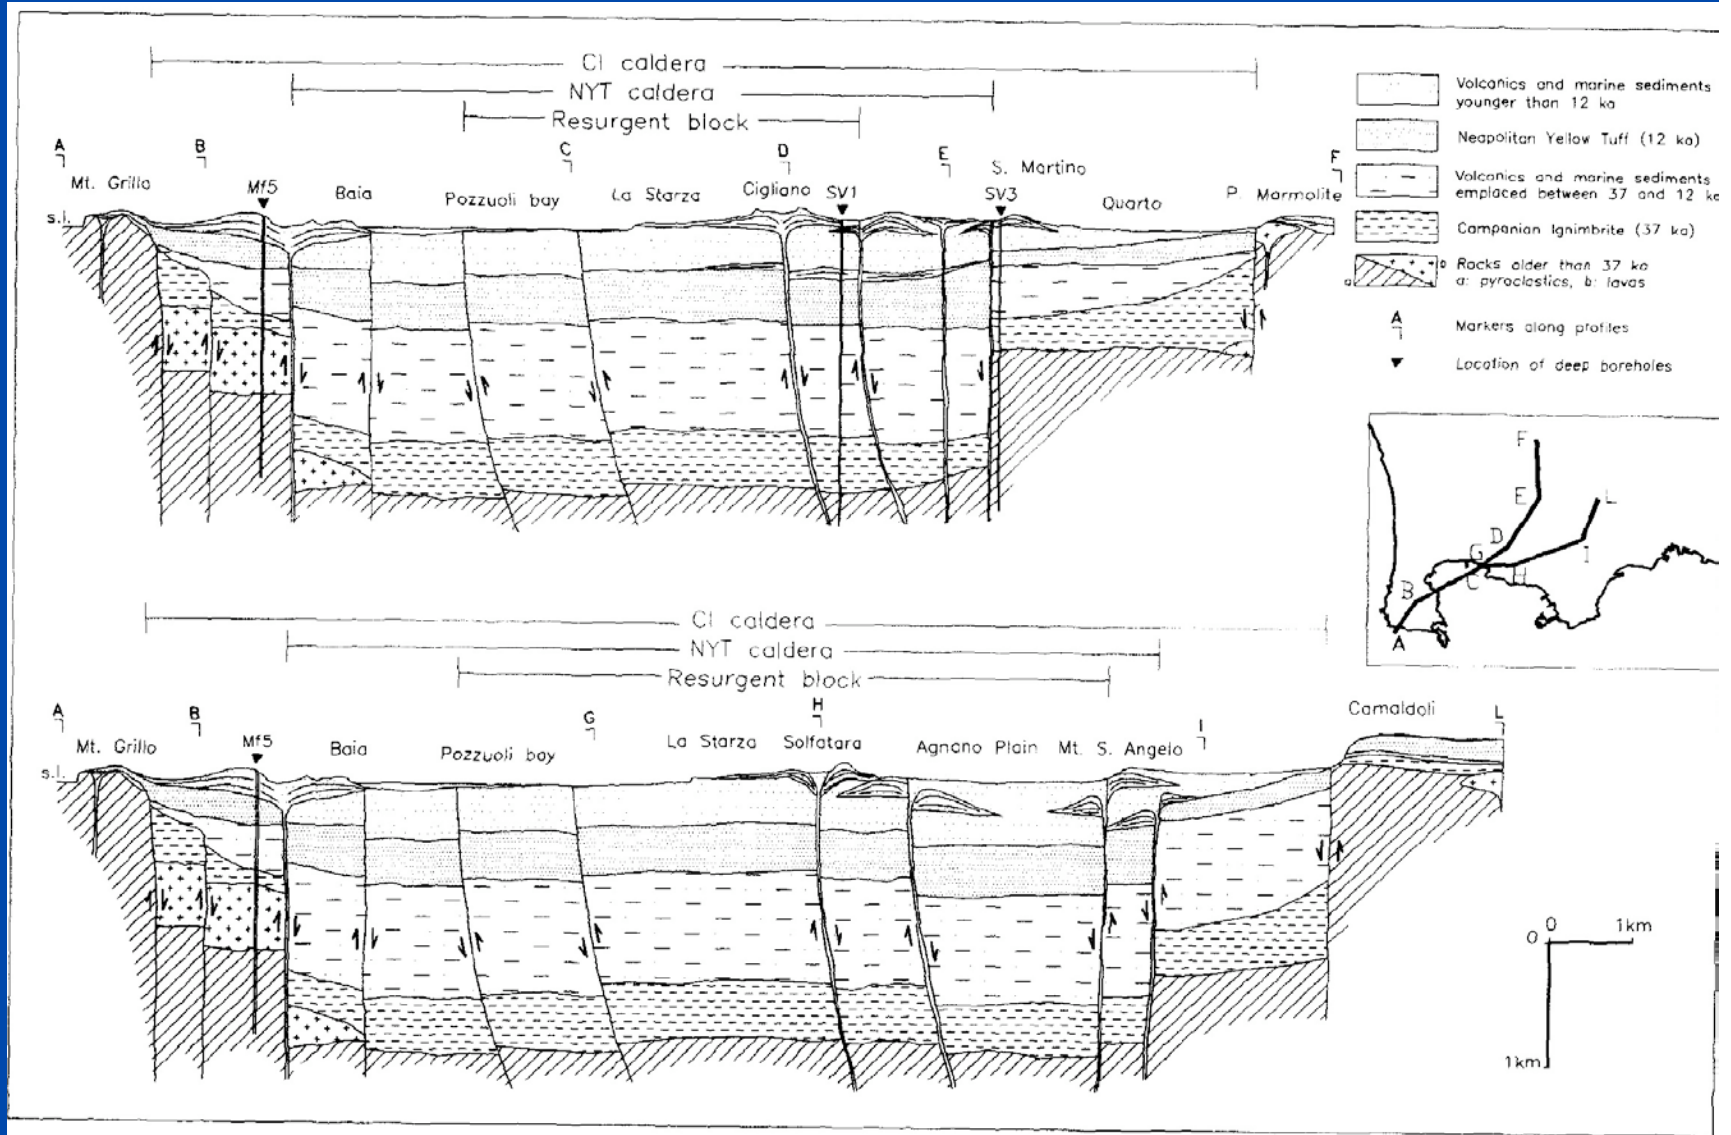 CI caldera
NYT caldera
Resurgent block
A
B
C
D
E
F
Mt. Grillo
Mf5
Baia
Pozzuoli bay
La Starza
Cigliano
SV1
S. Martino
SV3
Quarto
P. Marmolite
s.l.
Volcanics and marine sediments
younger than 12 ka
Neapolitan Yellow Tuff (12 ka)
Volcanics and marine sediments
emplaced between 37 and 12 ka
Campanian Ignimbrite (37 ka)
a
b
Rocks older than 37 ka
a: pyroclastics, b: lavas
A
Markers along profiles
Location of deep boreholes
F
E
L
D
G
I
C
H
B
A
CI caldera
NYT caldera
Resurgent block
A
B
G
H
I
L
Mt. Grillo
Mf5
Baia
Pozzuoli bay
La Starza
Solfatara
Agnano Plain
Mt. S. Angelo
Camaldoli
s.l.
0
1km
0
1km